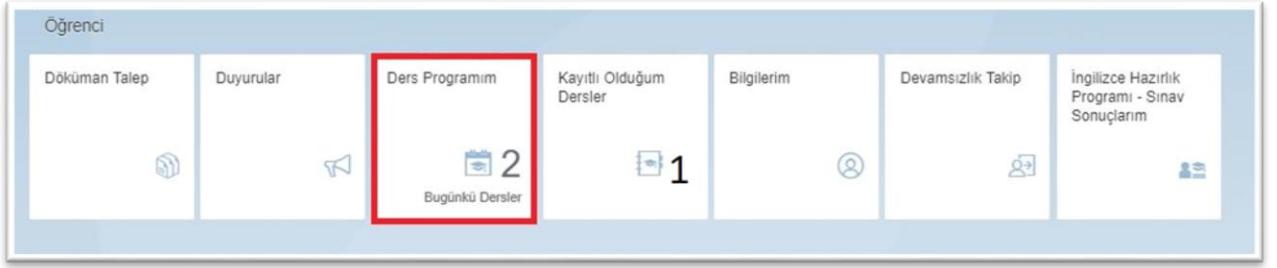 Öğrenci
Döküman Talep
Duyurular
Ders Programım
2
Bugünkü Dersler
Kayıtlı Olduğum
Dersler
1
Bilgilerim
Devamsızlık Takip
İngilizce Hazırlık
Programı - Sınav
Sonuçlarım